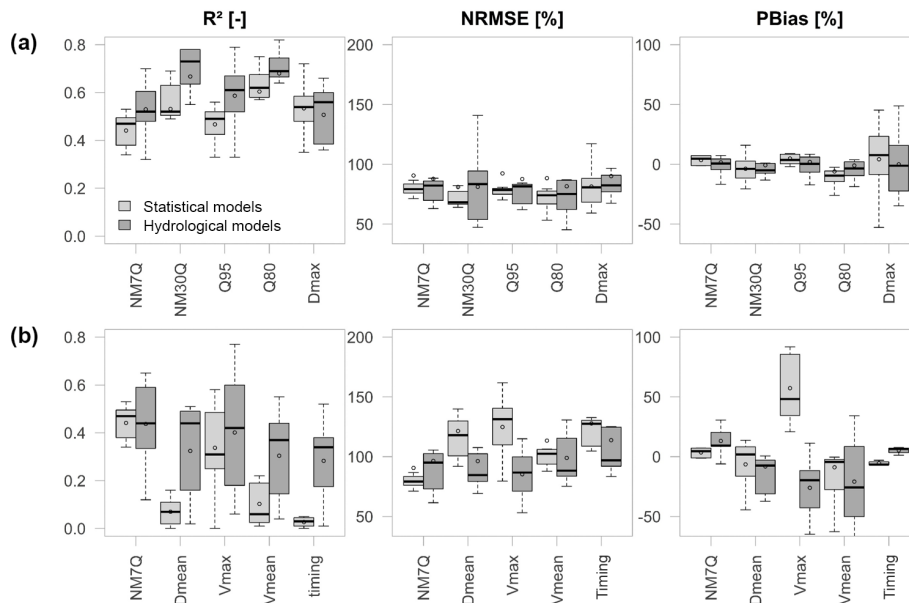 R² [-] NRMSE [%] PBias [%]
(a)
0.8 200 100
0.6 150 50
0.4 100 0
0.2 50 -50
0.0
Statistical models
Hydrological models
NM7Q NM30Q Q95 Q80 Dmax NM7Q NM30Q Q95 Q80 Dmax NM7Q NM30Q Q95 Q80 Dmax
(b)
0.8 200 100
0.6 150 50
0.4 100 0
0.2 50 -50
0.0
NM7Q Dmean Vmax Vmean timing NM7Q Dmean Vmax Vmean Timing NM7Q Dmean Vmax Vmean Timing